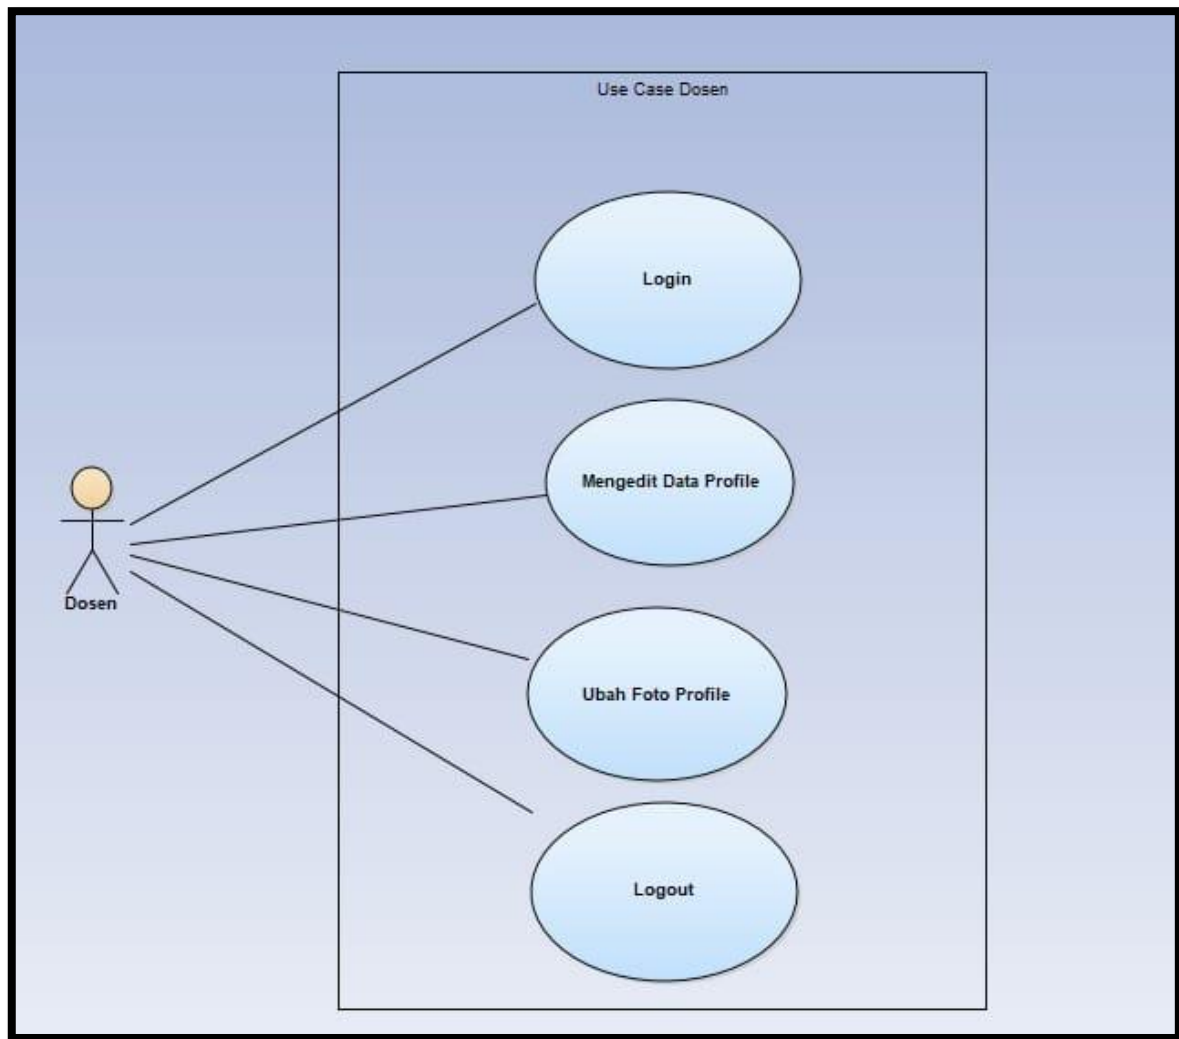 Use Case Dosen
Login
Mengedit Data Profile
Dosen
Ubah Foto Profile
Logout